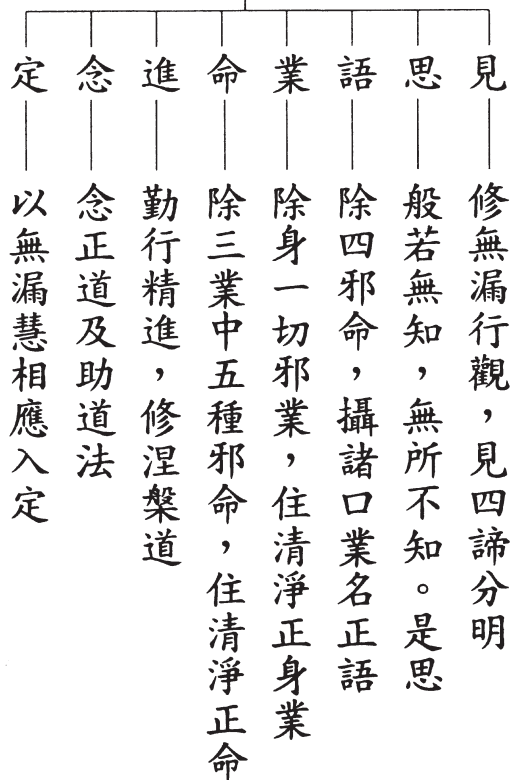 見
修無漏行觀，見四諦分明
思
般若無知，無所不知。是思
語
除四邪命，攝諸口業名正語
業
除身一切邪業，住清淨正身業
命
除三業中五種邪命，住清淨正命
進
勤行精進，修涅槃道
念
念正道及助道法
定
以無漏慧相應入定